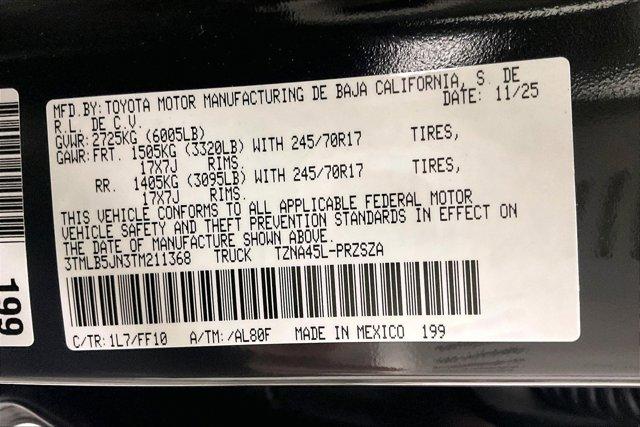 MFD.BY:TOYOTA MOTOR MANUFACTURING DE BAJA CALIFORNIA, S. DE
R.L. DE C.V. DATE: 11/25
GVWR:2725KG (6005LB)
GAWR:FRT. 1505KG (3320LB) WITH 245/70R17 TIRES,
17X7J RIMS.
RR. 1405KG (3095LB) WITH 245/70R17 TIRES,
17X7J RIMS.
THIS VEHICLE CONFORMS TO ALL APPLICABLE FEDERAL MOTOR
VEHICLE SAFETY AND THEFT PREVENTION STANDARDS IN EFFECT ON
THE DATE OF MANUFACTURE SHOWN ABOVE.
3TMLB5JN3TM211368 TRUCK TZNA45L-PRZSZA
C/TR:1L7/FF10 A/TM:/AL80F MADE IN MEXICO 199
199